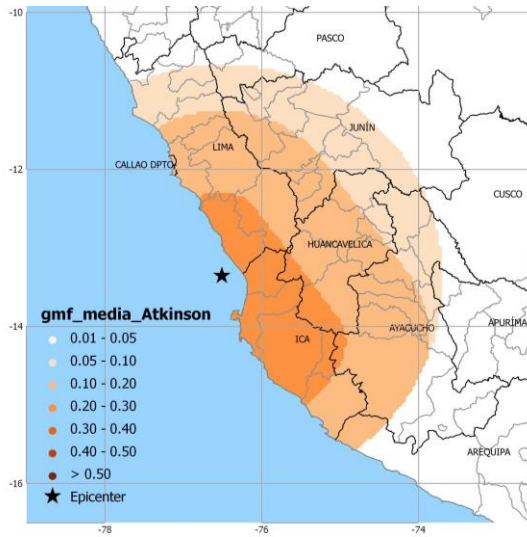 -10
PASCO
JUNÍN
LIMA
-12
CALLAO DPTO
CUSCO
HUANCAVELICA
gmf_media_Atkinson
-14
ICA
AYACUCHO
APURÍMA
0.01 - 0.05
0.05 - 0.10
0.10 - 0.20
0.20 - 0.30
0.30 - 0.40
0.40 - 0.50
> 0.50
Epicenter
AREQUIPA
-16
-78
-76
-74